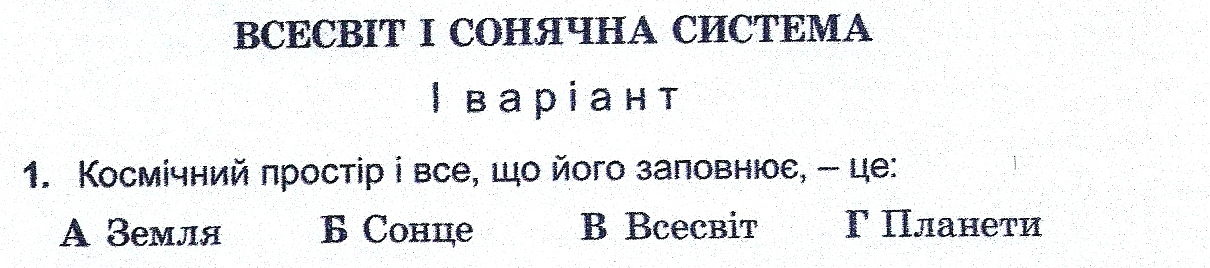 ВСЕСВІТ І СОНЯЧНА СИСТЕМА
І варіант
1. Космічний простір і все, що його заповнює, – це:
А Земля Б Сонце В Всесвіт Г Планети